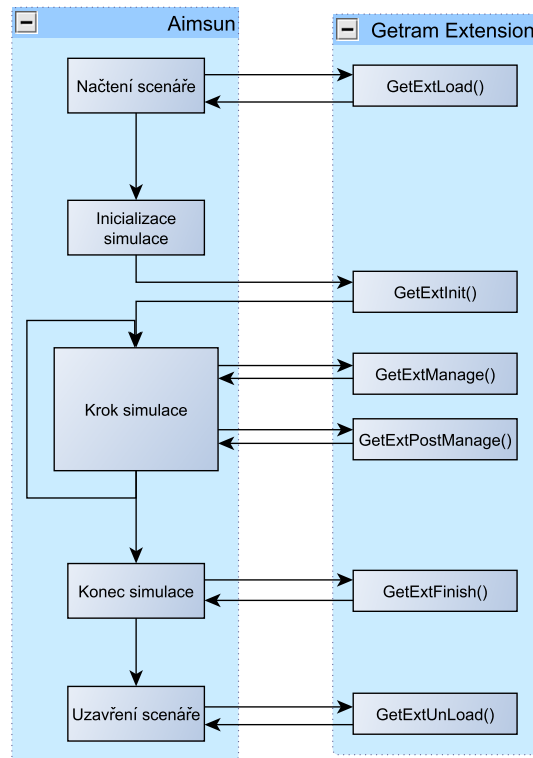 Aimsun
Getram Extension
Načtení scenáře
GetExtLoad()
Inicializace
simulace
GetExtInit()
Krok simulace
GetExtManage()
GetExtPostManage()
Konec simulace
GetExtFinish()
Uzavření scenáře
GetExtUnLoad()